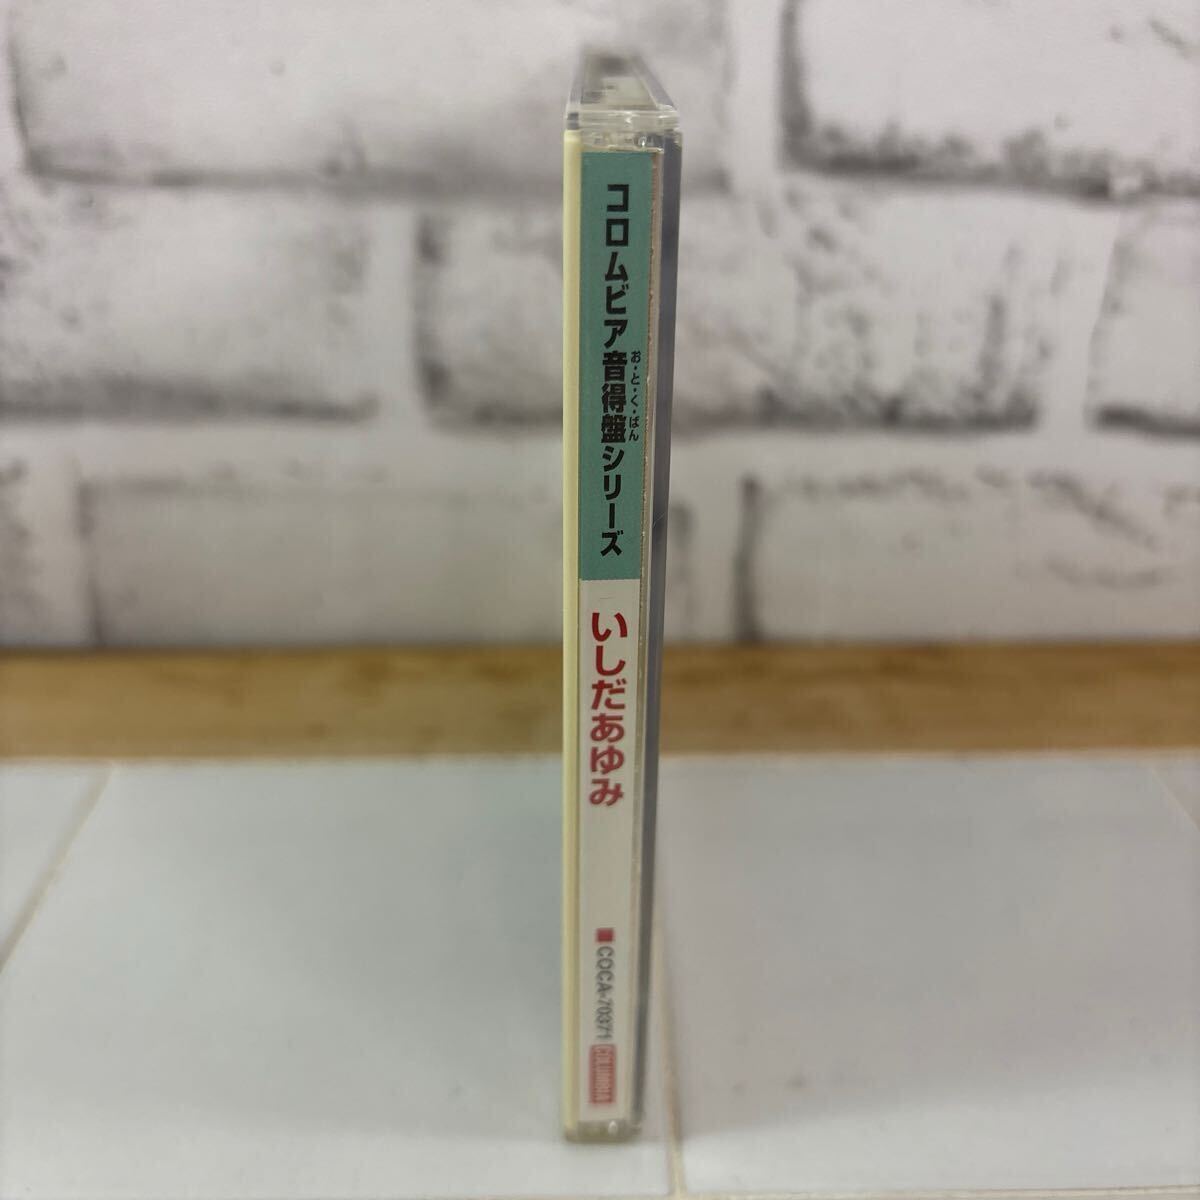 コロムビア音得盤シリーズ
お・と・く・ばん
いしだあゆみ
■COCA-70371
COLUMBIA